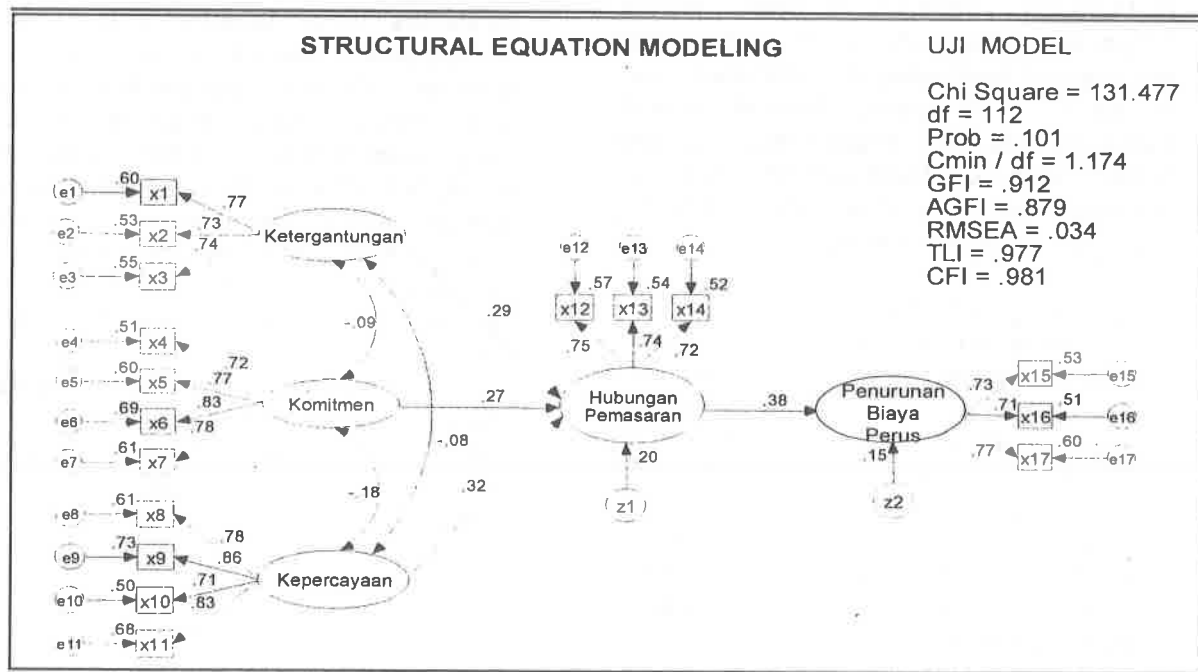 STRUCTURAL EQUATION MODELING
UJI MODEL
Chi Square = 131.477
df = 112
Prob = .101
Cmin / df = 1.174
GFI = .912
AGFI = .879
RMSEA = .034
TLI = .977
CFI = .981
e1
.60
x1
.77
e2
.53
x2
.73
e3
.55
x3
.74
Ketergantungan
e4
.51
x4
.72
e5
.60
x5
.77
e6
.69
x6
.83
e7
.61
x7
.78
Komitmen
e8
.61
x8
.78
e9
.73
x9
.86
e10
.50
x10
.71
e11
.68
x11
.83
Kepercayaan
-.09
-.08
-.18
.29
.27
.32
e12
e13
e14
.57
.54
.52
x12
x13
x14
.75
.74
.72
Hubungan
Pemasaran
.20
z1
.38
Penurunan
Biaya
Perus
.15
z2
.73
x15
.53
e15
.71
x16
.51
e16
.77
x17
.60
e17